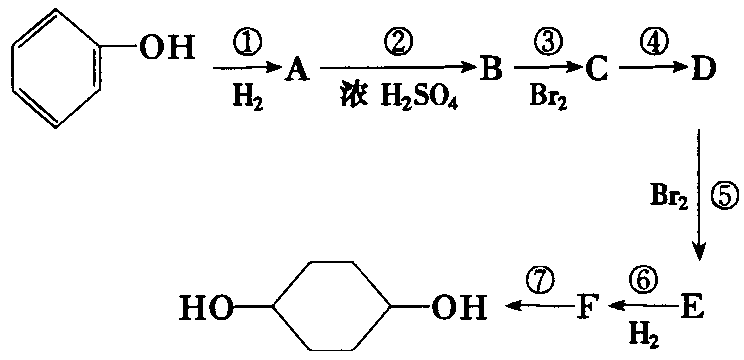 OH ① A ② B ③ C ④ D
H₂ 浓 H₂SO₄ Br₂
Br₂ ⑤
HO OH ⑦ F ⑥ E
H₂